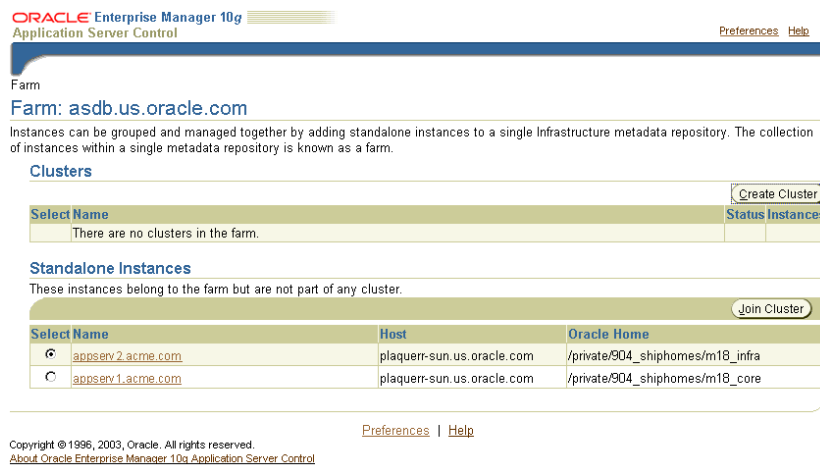 ORACLE Enterprise Manager 10g
Application Server Control
Preferences Help
Farm
Farm: asdb.us.oracle.com
Instances can be grouped and managed together by adding standalone instances to a single Infrastructure metadata repository. The collection
of instances within a single metadata repository is known as a farm.
Clusters
Create Cluster
Select Name Status Instances
There are no clusters in the farm.
Standalone Instances
These instances belong to the farm but are not part of any cluster.
Join Cluster
Select Name Host Oracle Home
appserv2.acme.com plaquerr-sun.us.oracle.com /private/904_shiphomes/m18_infra
appserv1.acme.com plaquerr-sun.us.oracle.com /private/904_shiphomes/m18_core
Preferences | Help
Copyright © 1996, 2003, Oracle. All rights reserved.
About Oracle Enterprise Manager 10g Application Server Control